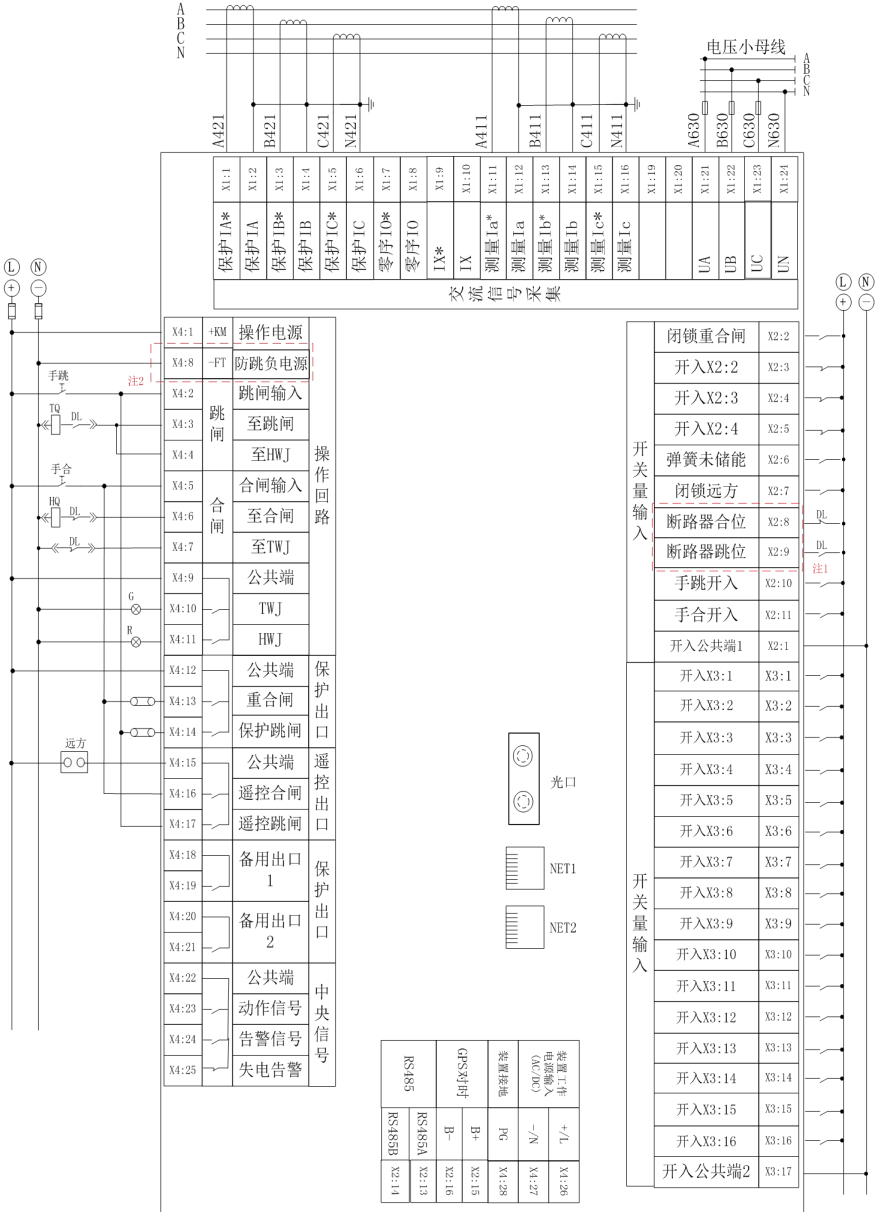 A
B
C
N
电压小母线
A
B
C
N
A421
B421
C421
N421
A411
B411
C411
N411
A630
B630
C630
N630
X1:1
X1:2
X1:3
X1:4
X1:5
X1:6
X1:7
X1:8
X1:9
X1:10
X1:11
X1:12
X1:13
X1:14
X1:15
X1:16
X1:19
X1:20
X1:21
X1:22
X1:23
X1:24
保护IA*
保护IA
保护IB*
保护IB
保护IC*
保护IC
零序IO*
零序IO
IX*
IX
测量Ia*
测量Ia
测量Ib*
测量Ib
测量Ic*
测量Ic
UA
UB
UC
UN
交流信号采集
L N
+ −
手跳
注2
TQ
DL
手合
HQ
DL
DL
G
R
远方
X4:1 +KM 操作电源
X4:8 -FT 防跳负电源
X4:2 跳闸输入
X4:3 至跳闸
X4:4 至HWJ
跳闸
X4:5 合闸输入
X4:6 至合闸
X4:7 至TWJ
合闸
X4:9 公共端
X4:10 TWJ
X4:11 HWJ
操作回路
X4:12 公共端
X4:13 重合闸
X4:14 保护跳闸
保护出口
X4:15 公共端
X4:16 遥控合闸
X4:17 遥控跳闸
遥控出口
X4:18 备用出口
X4:19 1
X4:20 备用出口
X4:21 2
保护出口
X4:22 公共端
X4:23 动作信号
X4:24 告警信号
X4:25 失电告警
中央信号
光口
NET1
NET2
RS485
GPS对时
装置接地
装置工作
电源输入
(AC/DC)
RS485B
RS485A
B-
B+
PG
-/N
+/L
X2:14
X2:13
X2:16
X2:15
X4:28
X4:27
X4:26
L N
+ −
开关量输入
闭锁重合闸 X2:2
开入X2:2 X2:3
开入X2:3 X2:4
开入X2:4 X2:5
弹簧未储能 X2:6
闭锁远方 X2:7
断路器合位 X2:8 DL
断路器跳位 X2:9 DL
注1
手跳开入 X2:10
手合开入 X2:11
开入公共端1 X2:1
开关量输入
开入X3:1 X3:1
开入X3:2 X3:2
开入X3:3 X3:3
开入X3:4 X3:4
开入X3:5 X3:5
开入X3:6 X3:6
开入X3:7 X3:7
开入X3:8 X3:8
开入X3:9 X3:9
开入X3:10 X3:10
开入X3:11 X3:11
开入X3:12 X3:12
开入X3:13 X3:13
开入X3:14 X3:14
开入X3:15 X3:15
开入X3:16 X3:16
开入公共端2 X3:17